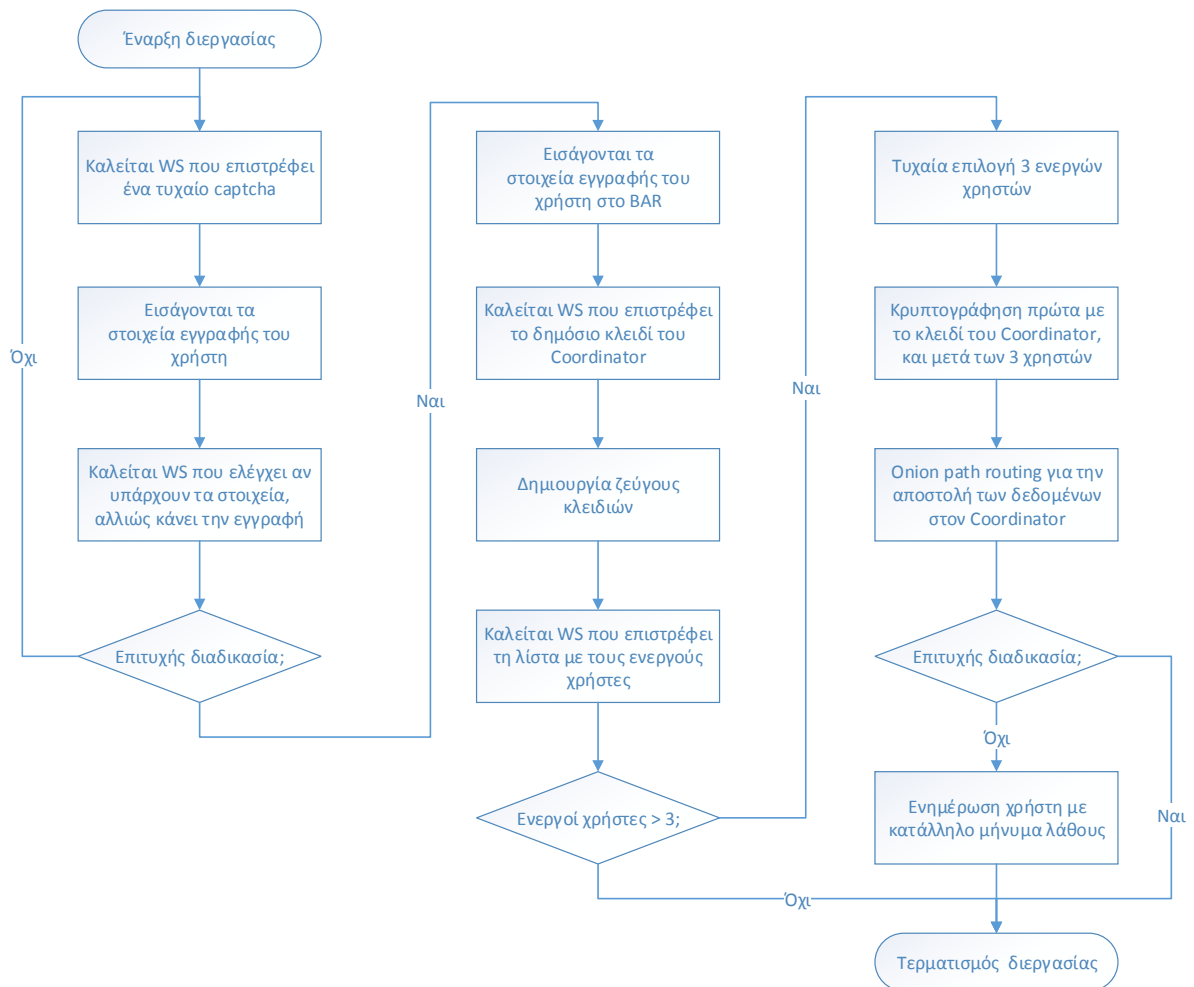 Έναρξη διεργασίας
Καλείται WS που επιστρέφει
ένα τυχαίο captcha
Εισάγονται τα
στοιχεία εγγραφής του
χρήστη
Όχι
Καλείται WS που ελέγχει αν
υπάρχουν τα στοιχεία,
αλλιώς κάνει την εγγραφή
Επιτυχής διαδικασία;
Ναι
Εισάγονται τα
στοιχεία εγγραφής του
χρήστη στο BAR
Καλείται WS που επιστρέφει
το δημόσιο κλειδί του
Coordinator
Δημιουργία ζεύγους
κλειδιών
Καλείται WS που επιστρέφει
τη λίστα με τους ενεργούς
χρήστες
Ενεργοί χρήστες > 3;
Ναι
Όχι
Τυχαία επιλογή 3 ενεργών
χρηστών
Κρυπτογράφηση πρώτα με
το κλειδί του Coordinator,
και μετά των 3 χρηστών
Onion path routing για την
αποστολή των δεδομένων
στον Coordinator
Επιτυχής διαδικασία;
Όχι
Ενημέρωση χρήστη με
κατάλληλο μήνυμα λάθους
Ναι
Τερματισμός διεργασίας